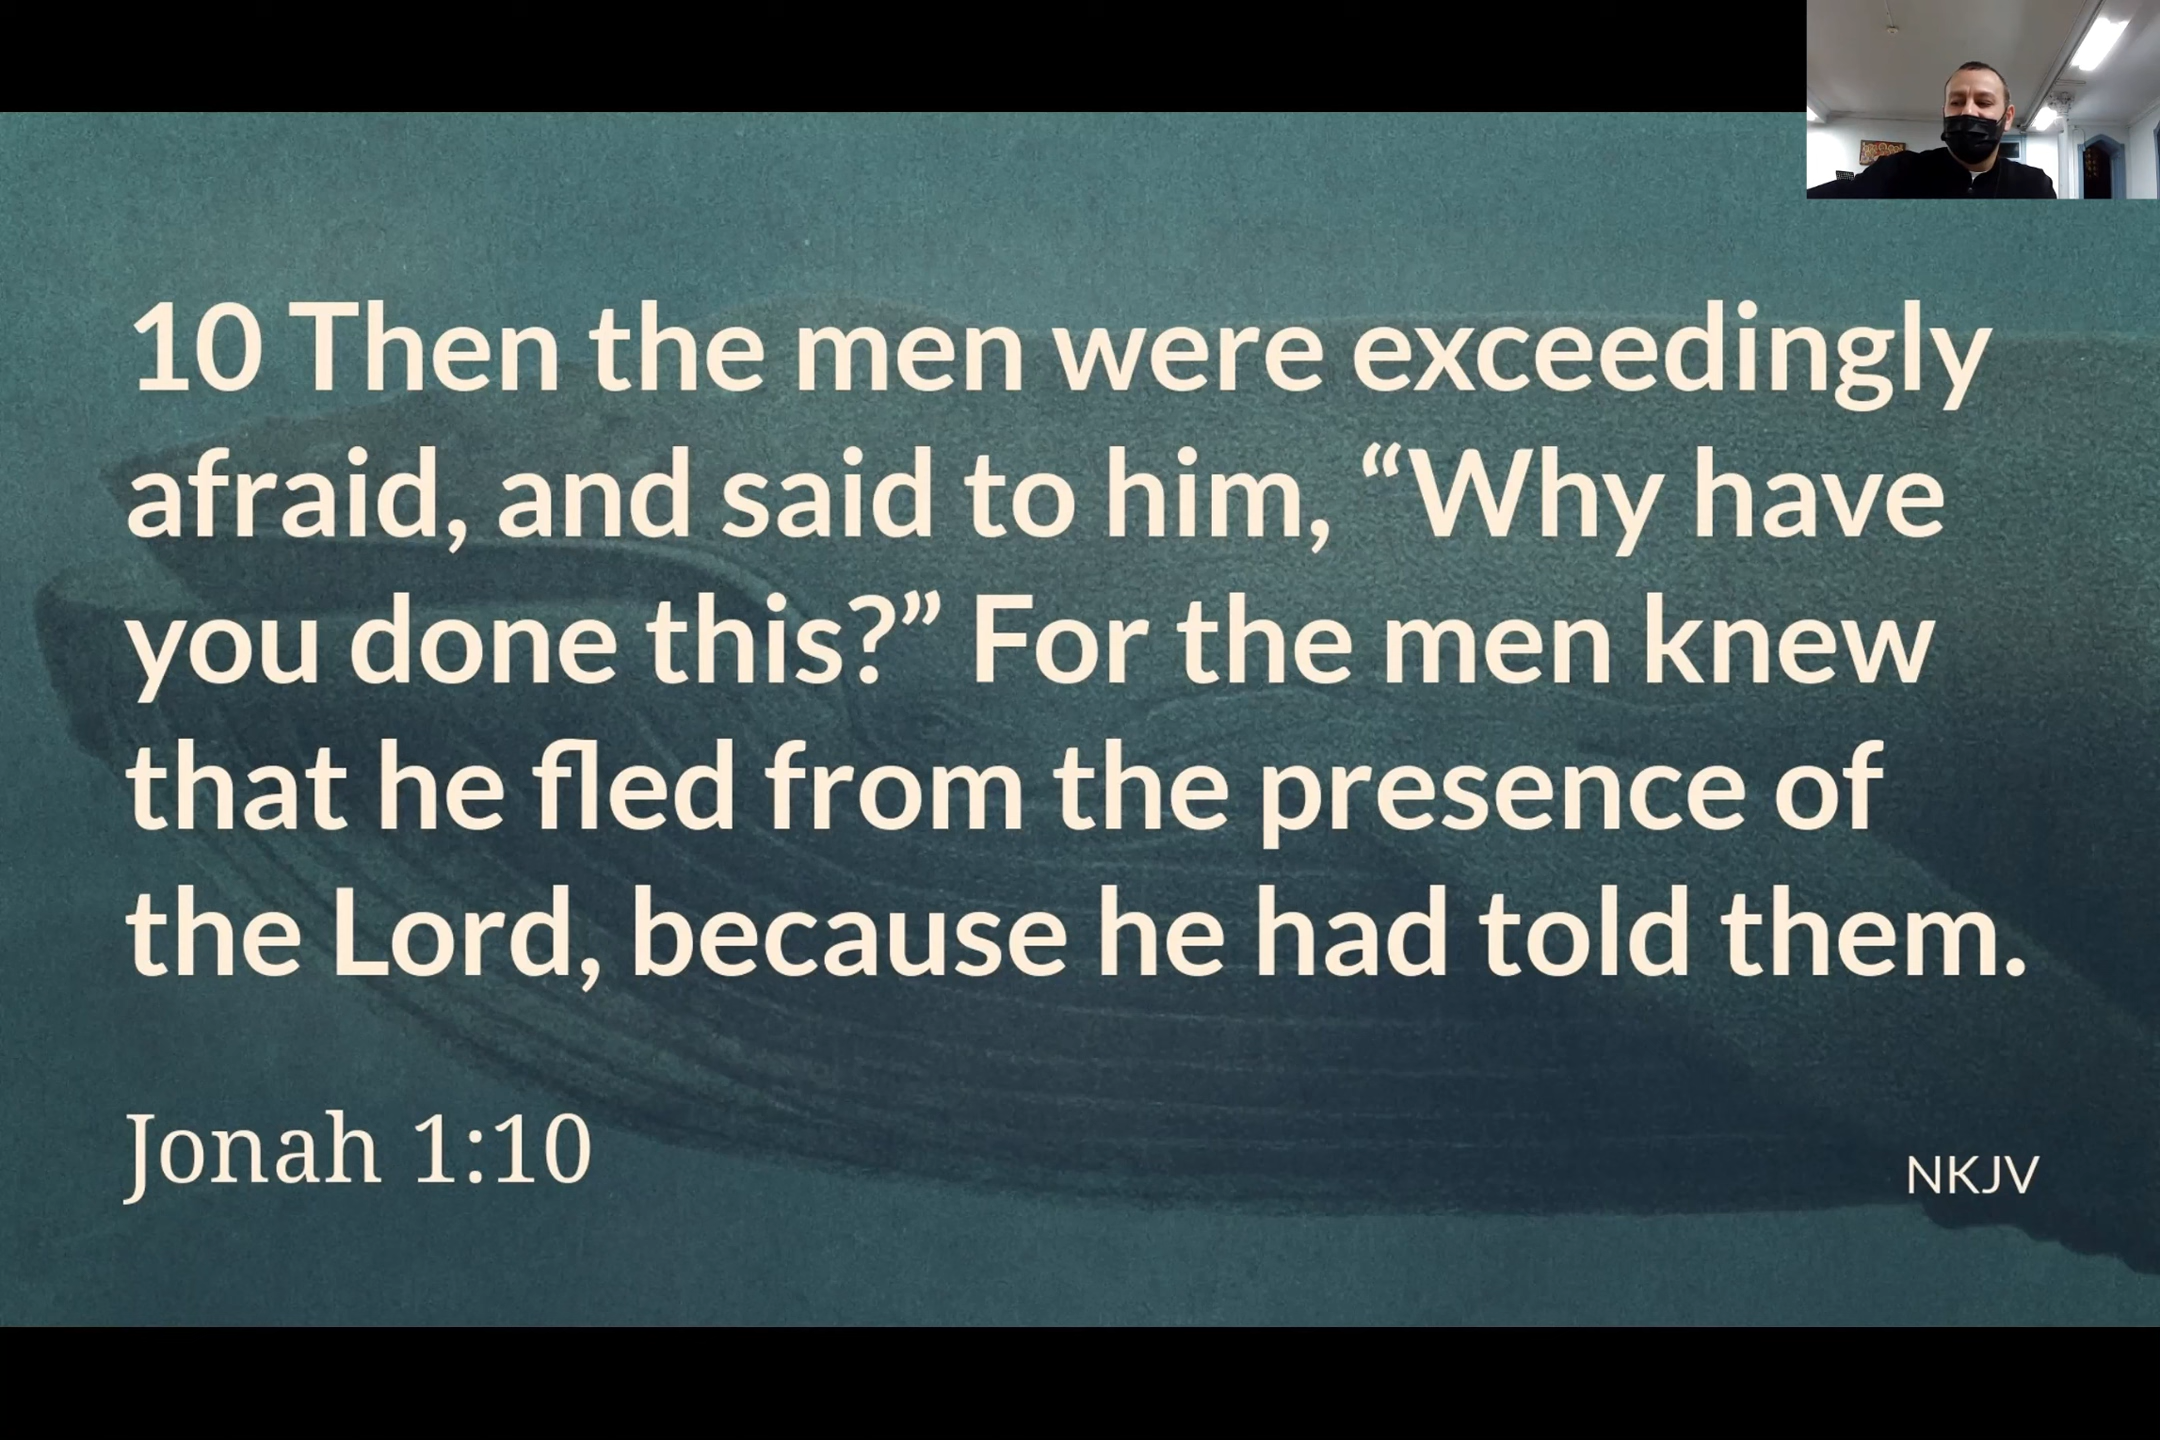 10 Then the men were exceedingly
afraid, and said to him, “Why have
you done this?” For the men knew
that he fled from the presence of
the Lord, because he had told them.
Jonah 1:10
NKJV